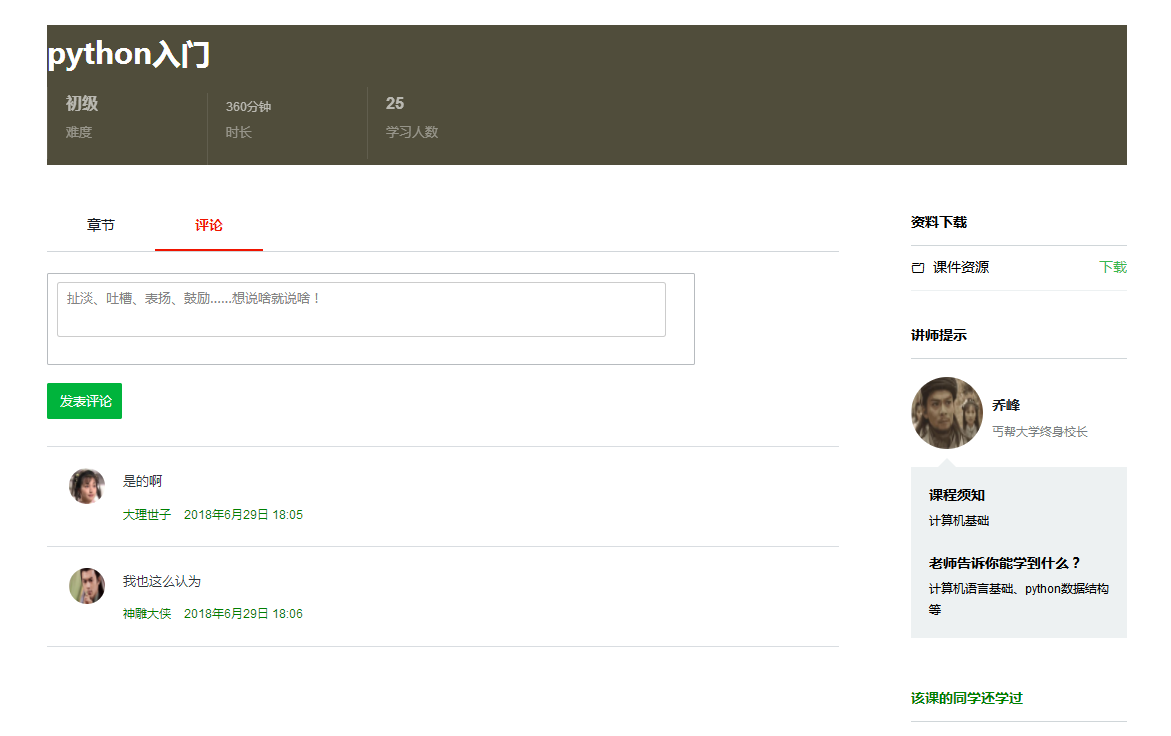 python入门
初级
360分钟
25
难度
时长
学习人数
章节
评论
扯淡、吐槽、表扬、鼓励......想说啥就说啥！
发表评论
是的啊
大理世子 2018年6月29日 18:05
我也这么认为
神雕大侠 2018年6月29日 18:06
资料下载
课件资源 下载
讲师提示
乔峰
丐帮大学终身校长
课程须知
计算机基础
老师告诉你能学到什么？
计算机语言基础、python数据结构
等
该课的同学还学过